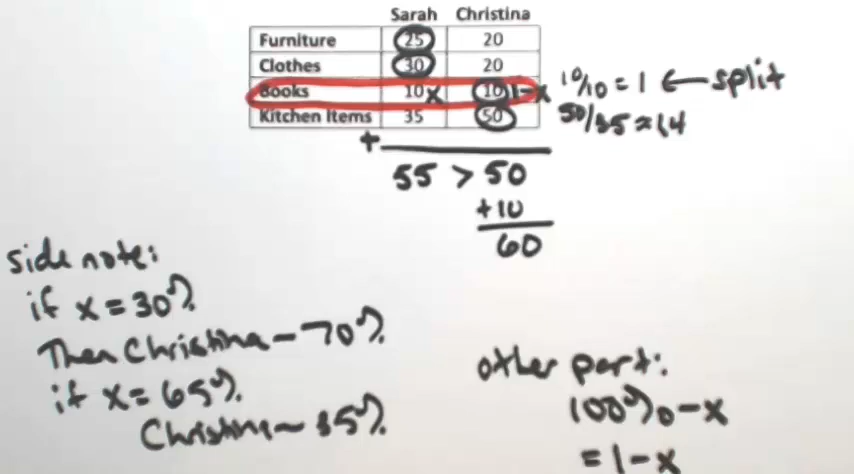 Sarah Christina
Furniture 25 20
Clothes 30 20
Books 10x 10 1-x 10/10 = 1 ← split
Kitchen Items 35 50 50/35 ≈ 1.4
+
55 > 50
+10
60
side note:
if x = 30%
Then Christina - 70%
if x = 65%
Christina - 35%
other part:
100% - x
= 1 - x